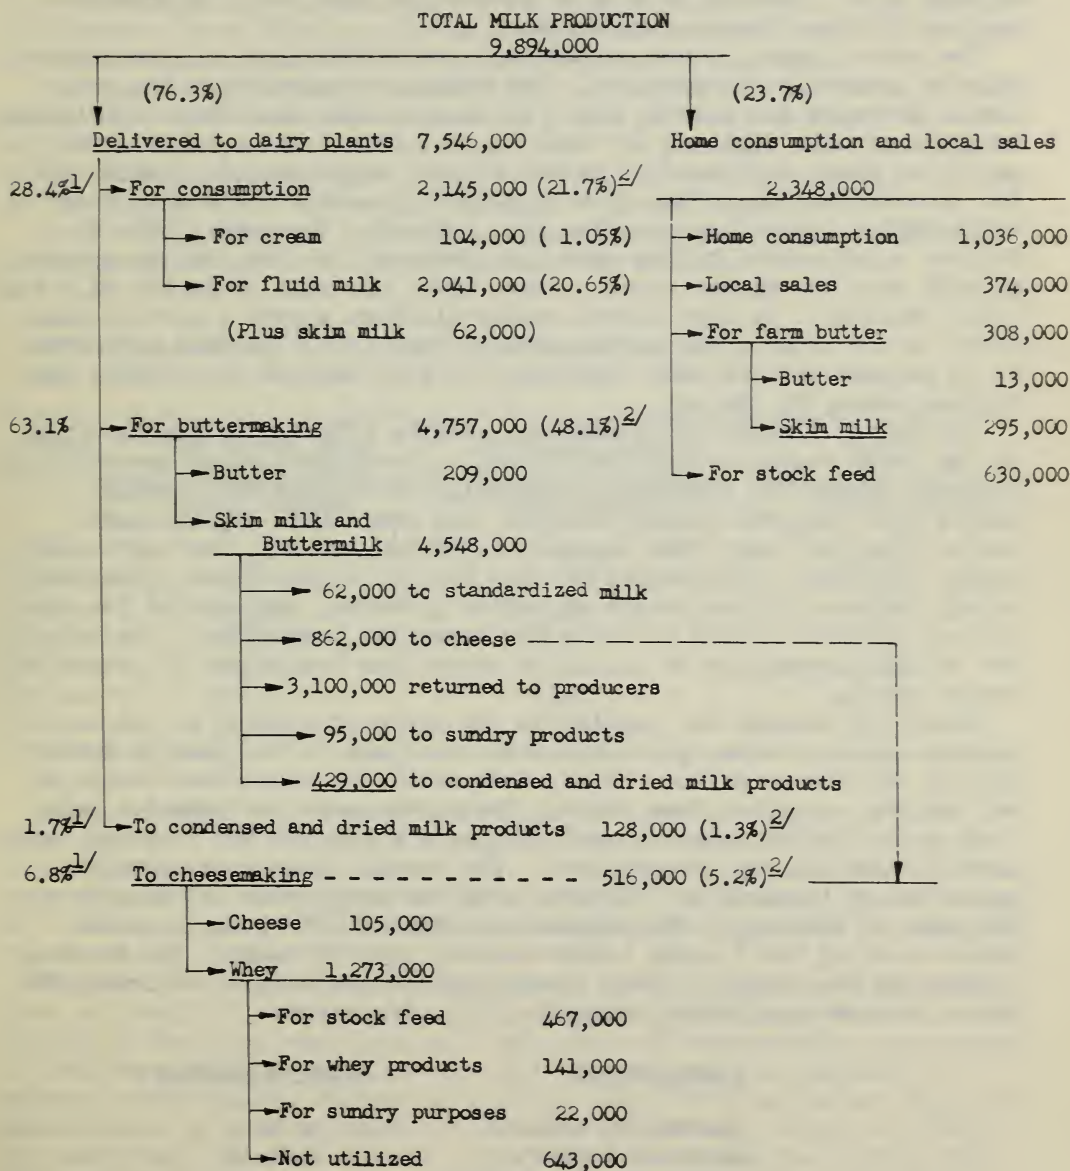 TOTAL MILK PRODUCTION
9,894,000
(76.3%) (23.7%)
Delivered to dairy plants 7,546,000 Home consumption and local sales
28.4%1/ For consumption 2,145,000 (21.7%)2/ 2,348,000
For cream 104,000 ( 1.05%) Home consumption 1,036,000
For fluid milk 2,041,000 (20.65%) Local sales 374,000
(Plus skim milk 62,000) For farm butter 308,000
Butter 13,000
63.1% For buttermaking 4,757,000 (48.1%)2/ Skim milk 295,000
Butter 209,000 For stock feed 630,000
Skim milk and
Buttermilk 4,548,000
62,000 to standardized milk
862,000 to cheese
3,100,000 returned to producers
95,000 to sundry products
429,000 to condensed and dried milk products
1.7%1/ To condensed and dried milk products 128,000 (1.3%)2/
6.8%1/ To cheesemaking - - - - - - - - - - - 516,000 (5.2%)2/
Cheese 105,000
Whey 1,273,000
For stock feed 467,000
For whey products 141,000
For sundry purposes 22,000
Not utilized 643,000